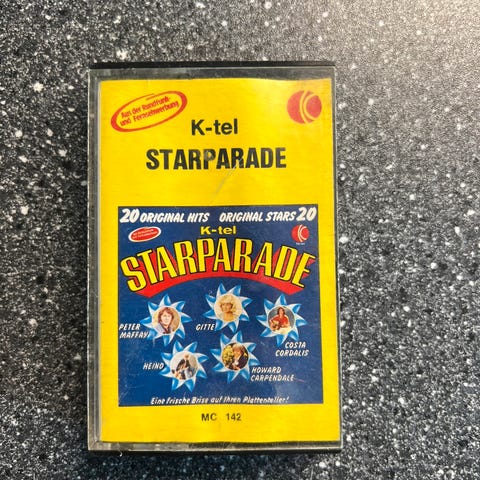 Aus der Rundfunk
und Fernsehwerbung
K
K-tel
STARPARADE
20 ORIGINAL HITS ORIGINAL STARS 20
K-tel
K
STARPARADE
PETER
MAFFAY
GITTE
COSTA
CORDALIS
HEINO
HOWARD
CARPENDALE
Eine frische Brise auf Ihren Plattenteller!
MC 142